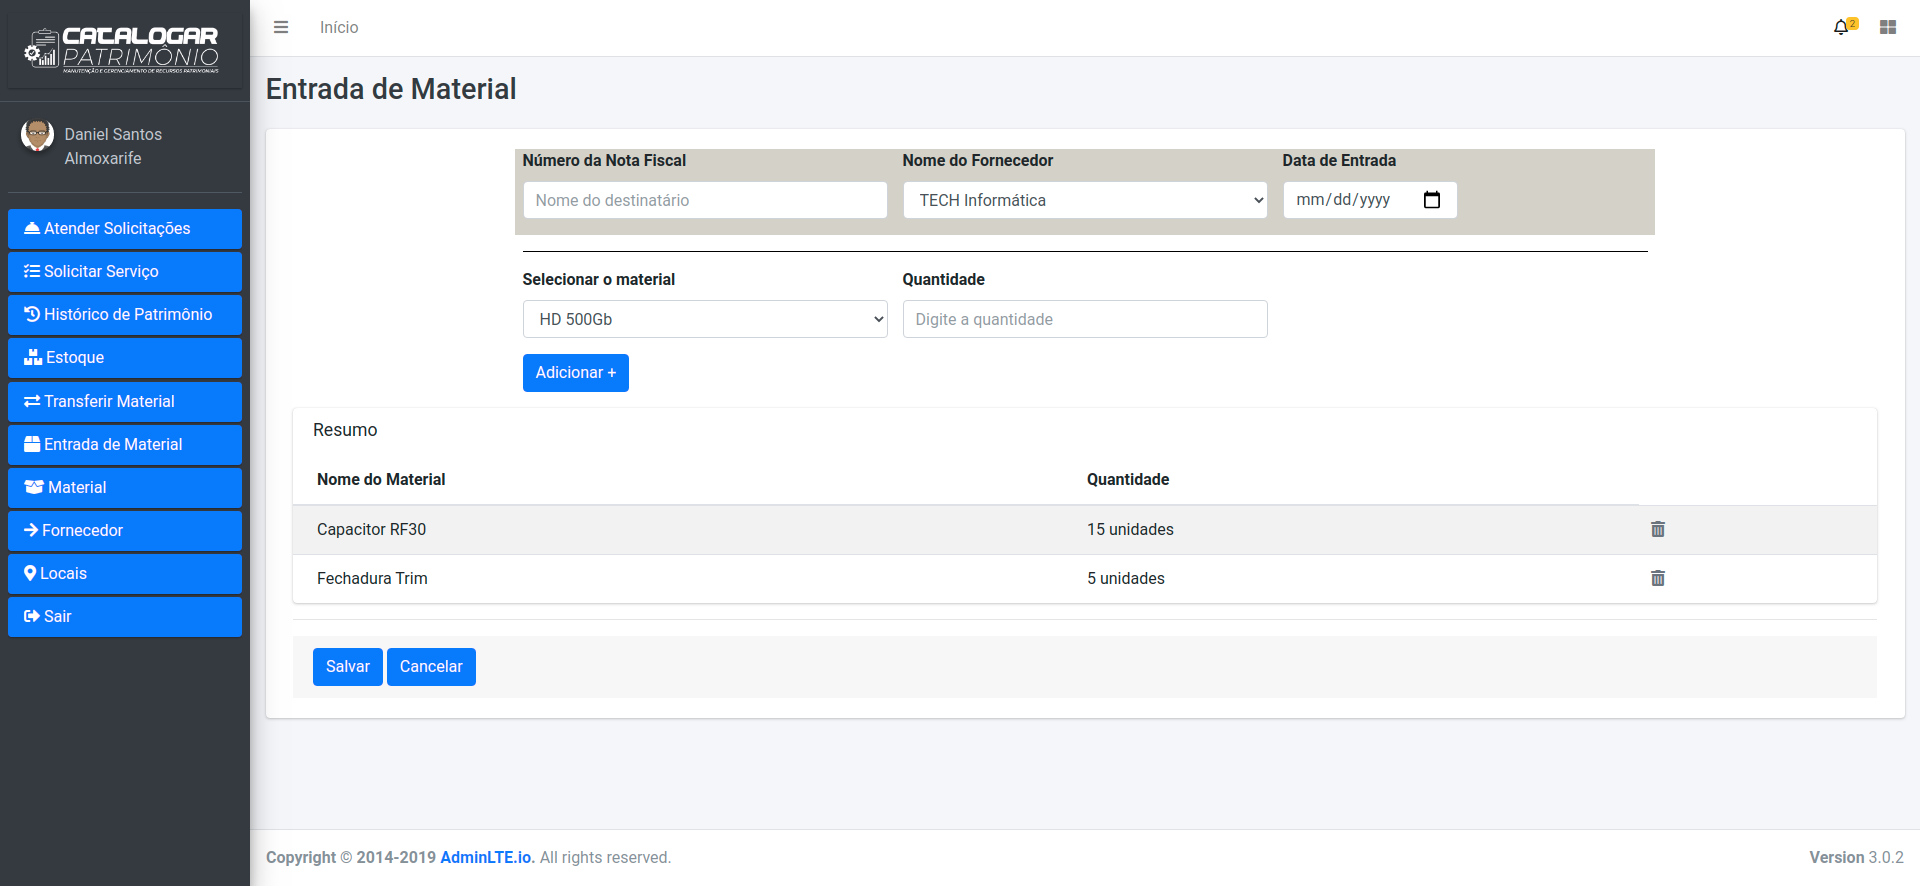 CATALOGAR
PATRIMÔNIO
MANUTENÇÃO E GERENCIAMENTO DE RECURSOS PATRIMONIAIS
Daniel Santos
Almoxarife
Atender Solicitações
Solicitar Serviço
Histórico de Patrimônio
Estoque
Transferir Material
Entrada de Material
Material
Fornecedor
Locais
Sair
Início
2
Entrada de Material
Número da Nota Fiscal Nome do Fornecedor Data de Entrada
Nome do destinatário TECH Informática mm/dd/yyyy
Selecionar o material Quantidade
HD 500Gb Digite a quantidade
Adicionar +
Resumo
Nome do Material Quantidade
Capacitor RF30 15 unidades
Fechadura Trim 5 unidades
Salvar Cancelar
Copyright © 2014-2019 AdminLTE.io. All rights reserved. Version 3.0.2